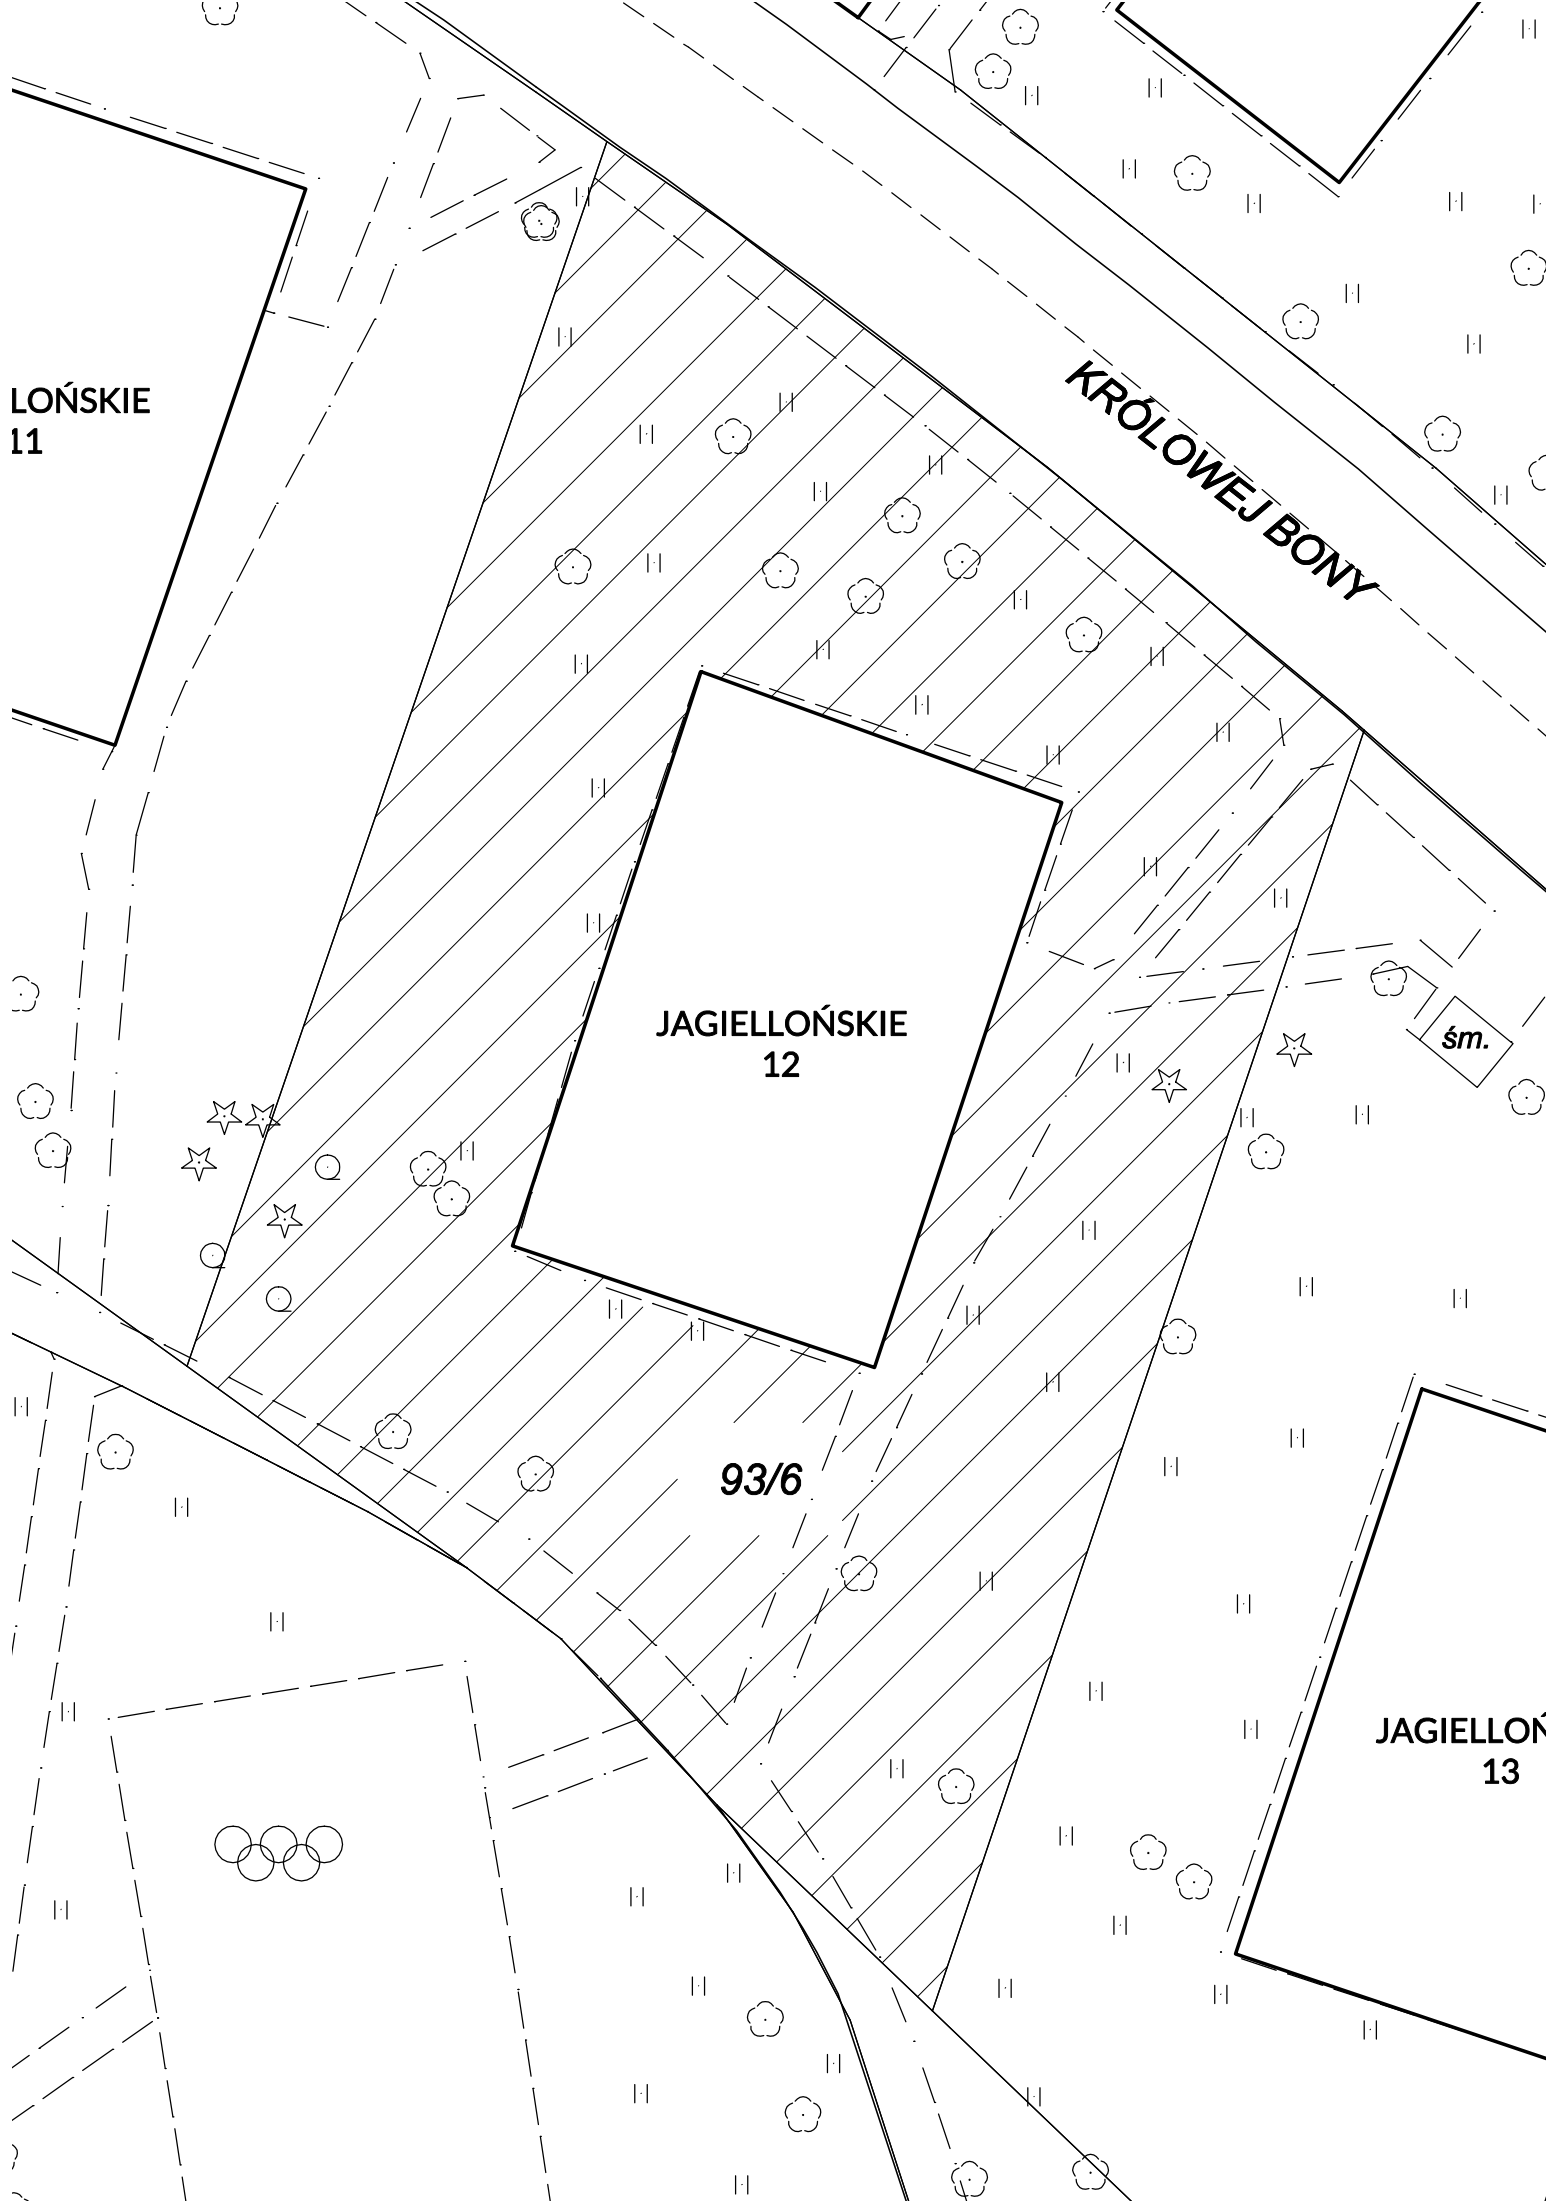 KRÓLOWEJ BONY
LOŃSKIE
11
JAGIELLOŃSKIE
12
śm.
93/6
JAGIELLOŃ
13